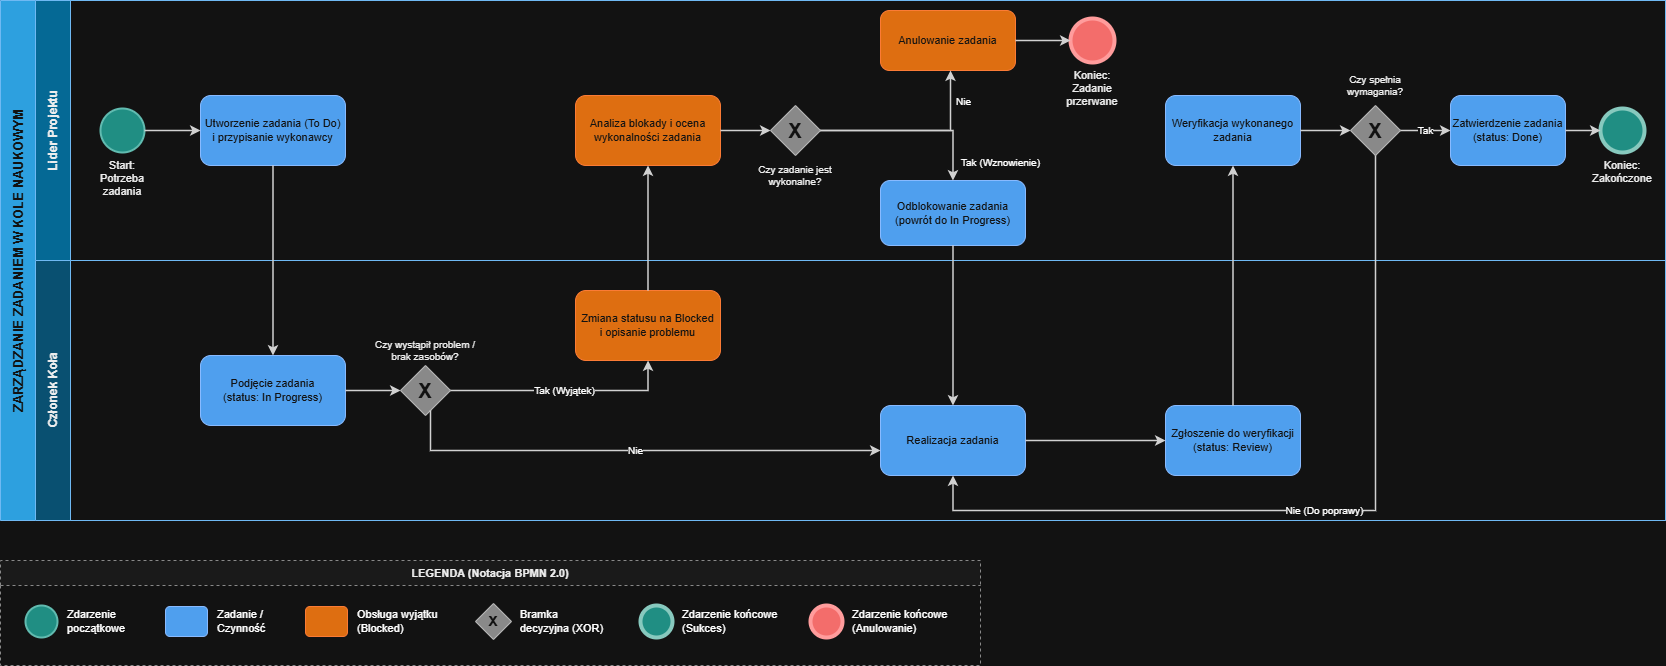 ZARZĄDZANIE ZADANIEM W KOLE NAUKOWYM
Lider Projektu
Start:
Potrzeba
zadania
Utworzenie zadania (To Do)
i przypisanie wykonawcy
Analiza blokady i ocena
wykonalności zadania
X
Czy zadanie jest
wykonalne?
Nie
Anulowanie zadania
Koniec:
Zadanie
przerwane
Tak (Wznowienie)
Odblokowanie zadania
(powrót do In Progress)
Weryfikacja wykonanego
zadania
Czy spełnia
wymagania?
X
Tak
Zatwierdzenie zadania
(status: Done)
Koniec:
Zakończone
Członek Koła
Podjęcie zadania
(status: In Progress)
Czy wystąpił problem /
brak zasobów?
X
Tak (Wyjątek)
Zmiana statusu na Blocked
i opisanie problemu
Nie
Realizacja zadania
Zgłoszenie do weryfikacji
(status: Review)
Nie (Do poprawy)
LEGENDA (Notacja BPMN 2.0)
Zdarzenie
początkowe
Zadanie /
Czynność
Obsługa wyjątku
(Blocked)
X
Bramka
decyzyjna (XOR)
Zdarzenie końcowe
(Sukces)
Zdarzenie końcowe
(Anulowanie)